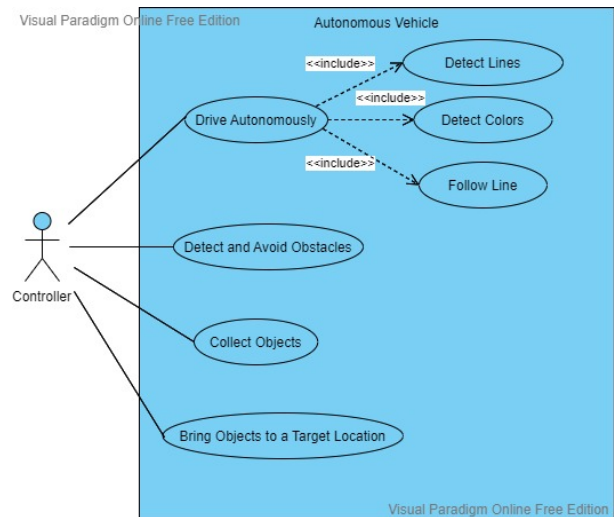 Visual Paradigm Online Free Edition
Autonomous Vehicle
<<include>>
Detect Lines
<<include>>
Drive Autonomously
Detect Colors
<<include>>
Follow Line
Detect and Avoid Obstacles
Controller
Collect Objects
Bring Objects to a Target Location
Visual Paradigm Online Free Edition